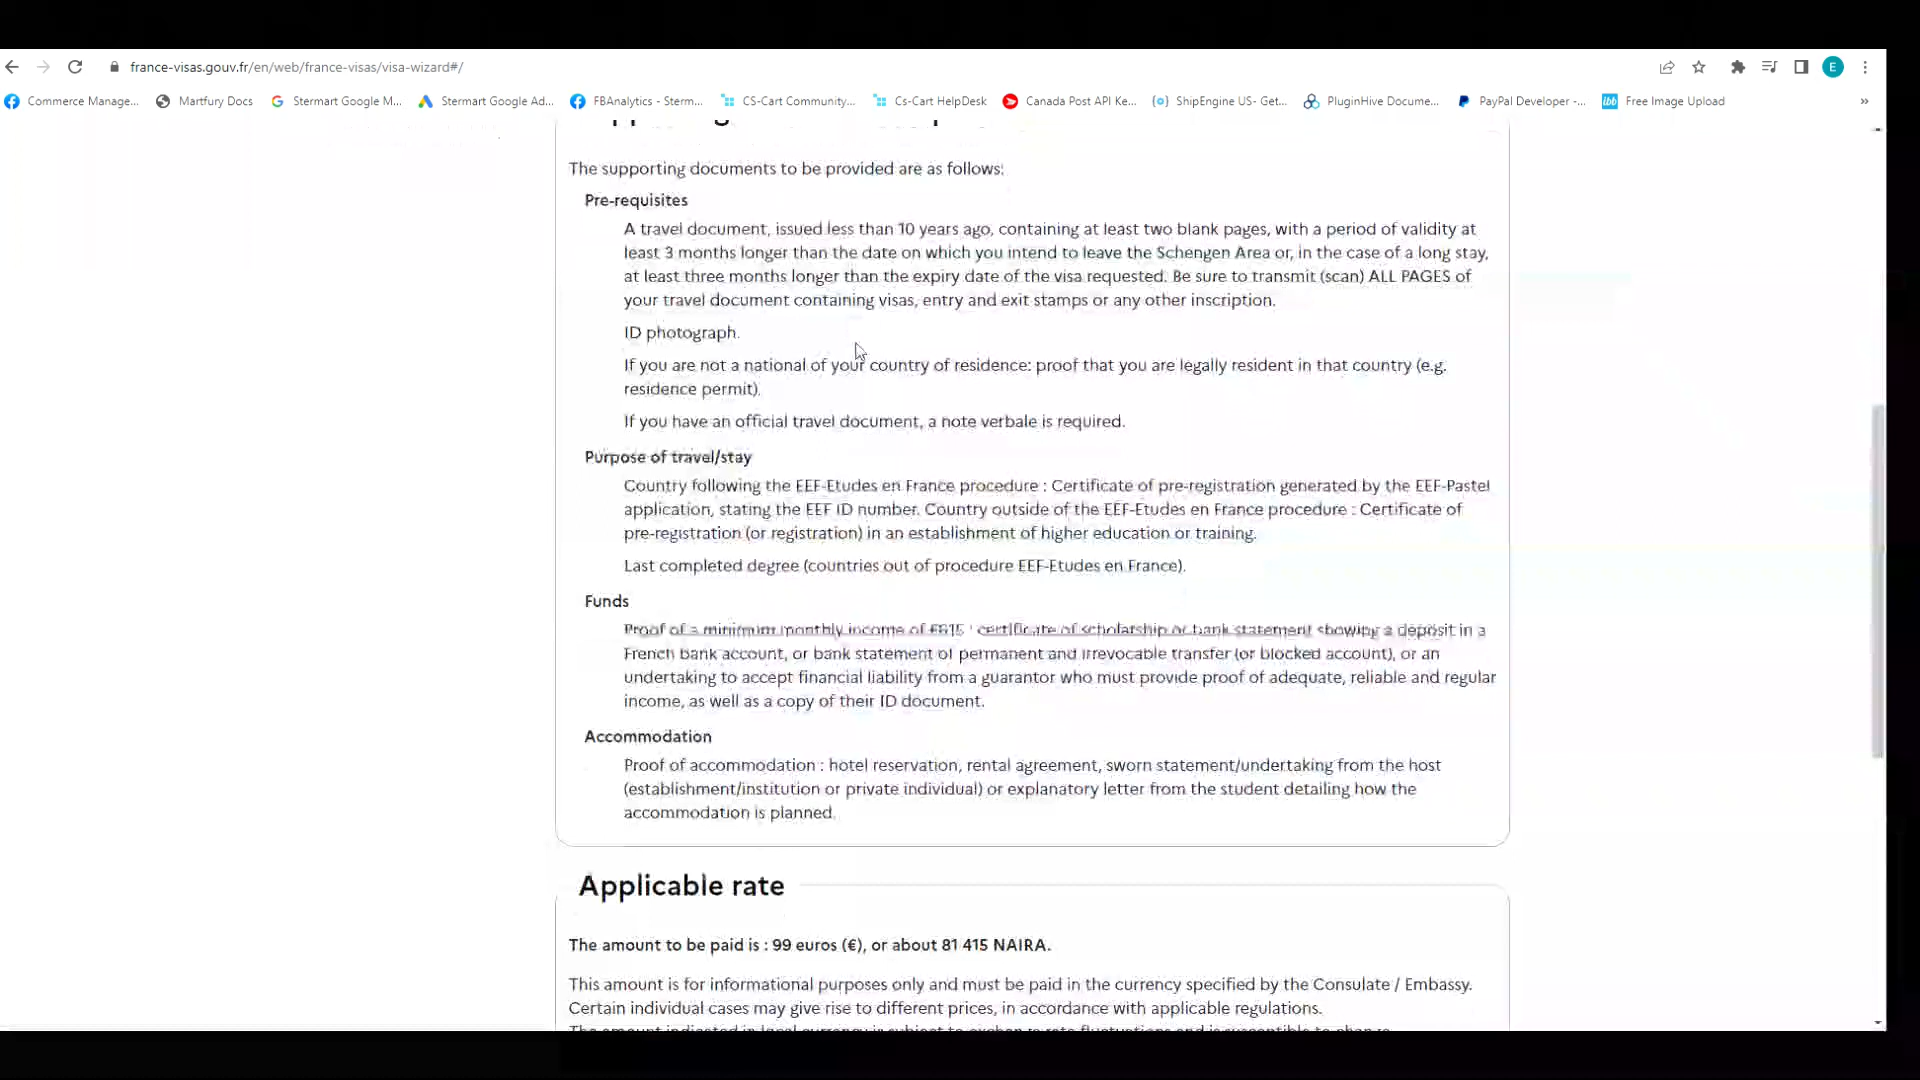 france-visas.gouv.fr/en/web/france-visas/visa-wizard#/
E
Commerce Manage... Martfury Docs Stermart Google M... Stermart Google Ad... FBAnalytics - Sterm... CS-Cart Community... Cs-Cart HelpDesk Canada Post API Ke... ShipEngine US- Get... PluginHive Docume... PayPal Developer -... ibb Free Image Upload »
The supporting documents to be provided are as follows:
Pre-requisites
A travel document, issued less than 10 years ago, containing at least two blank pages, with a period of validity at
least 3 months longer than the date on which you intend to leave the Schengen Area or, in the case of a long stay,
at least three months longer than the expiry date of the visa requested. Be sure to transmit (scan) ALL PAGES of
your travel document containing visas, entry and exit stamps or any other inscription.
ID photograph.
If you are not a national of your country of residence: proof that you are legally resident in that country (e.g.
residence permit).
If you have an official travel document, a note verbale is required.
Purpose of travel/stay
Country following the EEF-Etudes en France procedure : Certificate of pre-registration generated by the EEF-Pastel
application, stating the EEF ID number. Country outside of the EEF-Etudes en France procedure : Certificate of
pre-registration (or registration) in an establishment of higher education or training.
Last completed degree (countries out of procedure EEF-Etudes en France).
Funds
Proof of a minimum monthly income of €615 : certificate of scholarship or bank statement showing a deposit in a
French bank account, or bank statement of permanent and irrevocable transfer (or blocked account), or an
undertaking to accept financial liability from a guarantor who must provide proof of adequate, reliable and regular
income, as well as a copy of their ID document.
Accommodation
Proof of accommodation : hotel reservation, rental agreement, sworn statement/undertaking from the host
(establishment/institution or private individual) or explanatory letter from the student detailing how the
accommodation is planned.
Applicable rate
The amount to be paid is : 99 euros (€), or about 81 415 NAIRA.
This amount is for informational purposes only and must be paid in the currency specified by the Consulate / Embassy.
Certain individual cases may give rise to different prices, in accordance with applicable regulations.
The amount indicated in local currency is subject to exchange rate fluctuations and is susceptible to change.